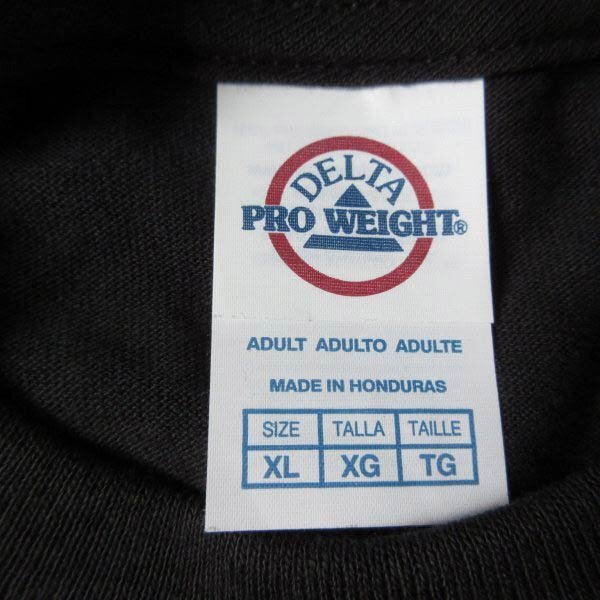 DELTA
PRO WEIGHT®
ADULT ADULTO ADULTE
MADE IN HONDURAS
SIZE TALLA TAILLE
XL XG TG